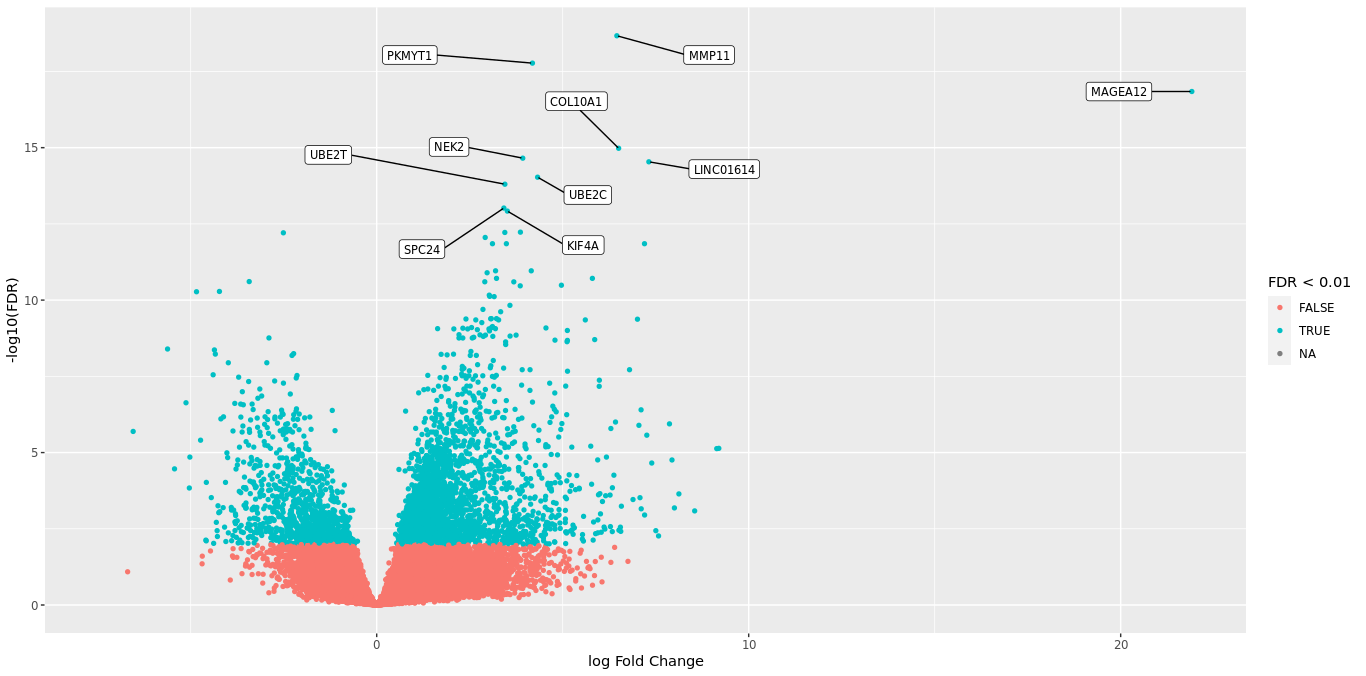 PKMYT1
MMP11
MAGEA12
COL10A1
NEK2
UBE2T
LINC01614
UBE2C
SPC24
KIF4A
15
10
5
0
-log10(FDR)
0
10
20
log Fold Change
FDR < 0.01
FALSE
TRUE
NA